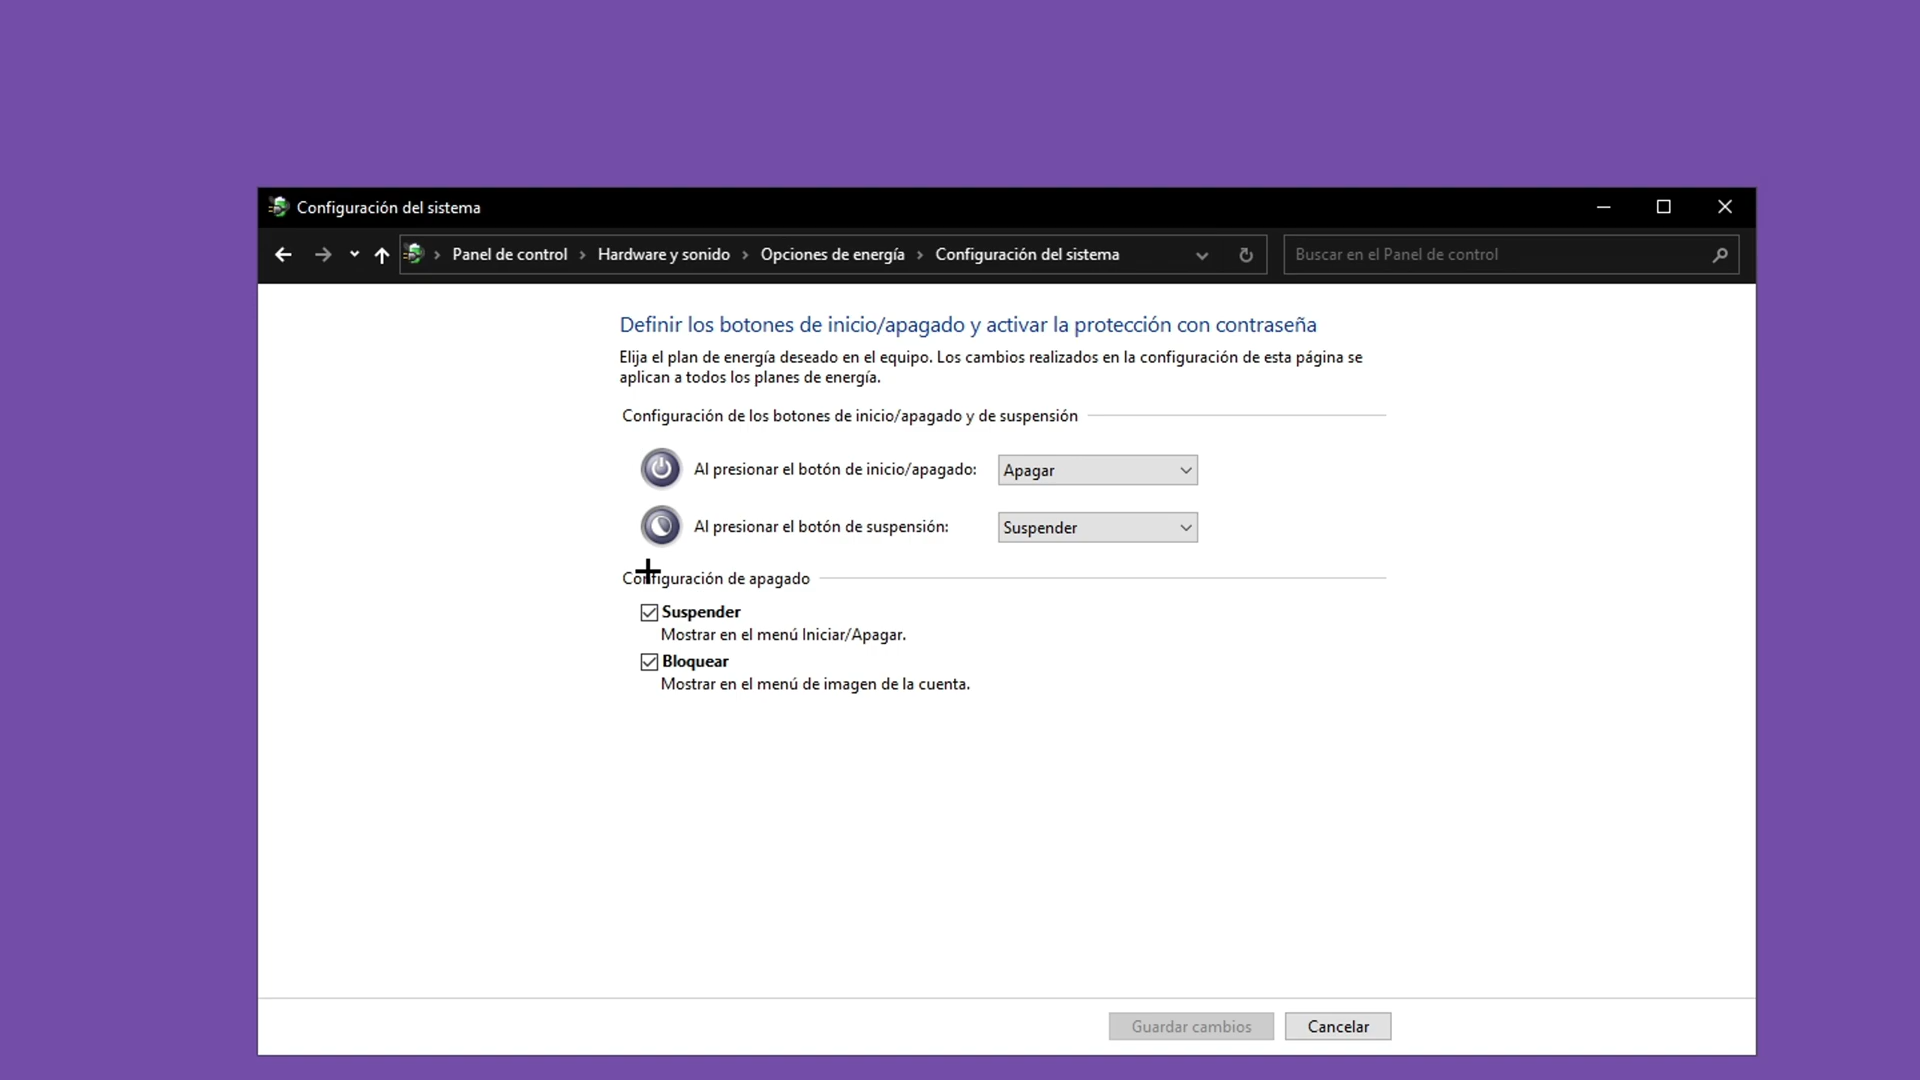 Configuración del sistema
Panel de control > Hardware y sonido > Opciones de energía > Configuración del sistema
Buscar en el Panel de control
Definir los botones de inicio/apagado y activar la protección con contraseña
Elija el plan de energía deseado en el equipo. Los cambios realizados en la configuración de esta página se
aplican a todos los planes de energía.
Configuración de los botones de inicio/apagado y de suspensión
Al presionar el botón de inicio/apagado: Apagar
Al presionar el botón de suspensión: Suspender
Configuración de apagado
Suspender
Mostrar en el menú Iniciar/Apagar.
Bloquear
Mostrar en el menú de imagen de la cuenta.
Guardar cambios Cancelar